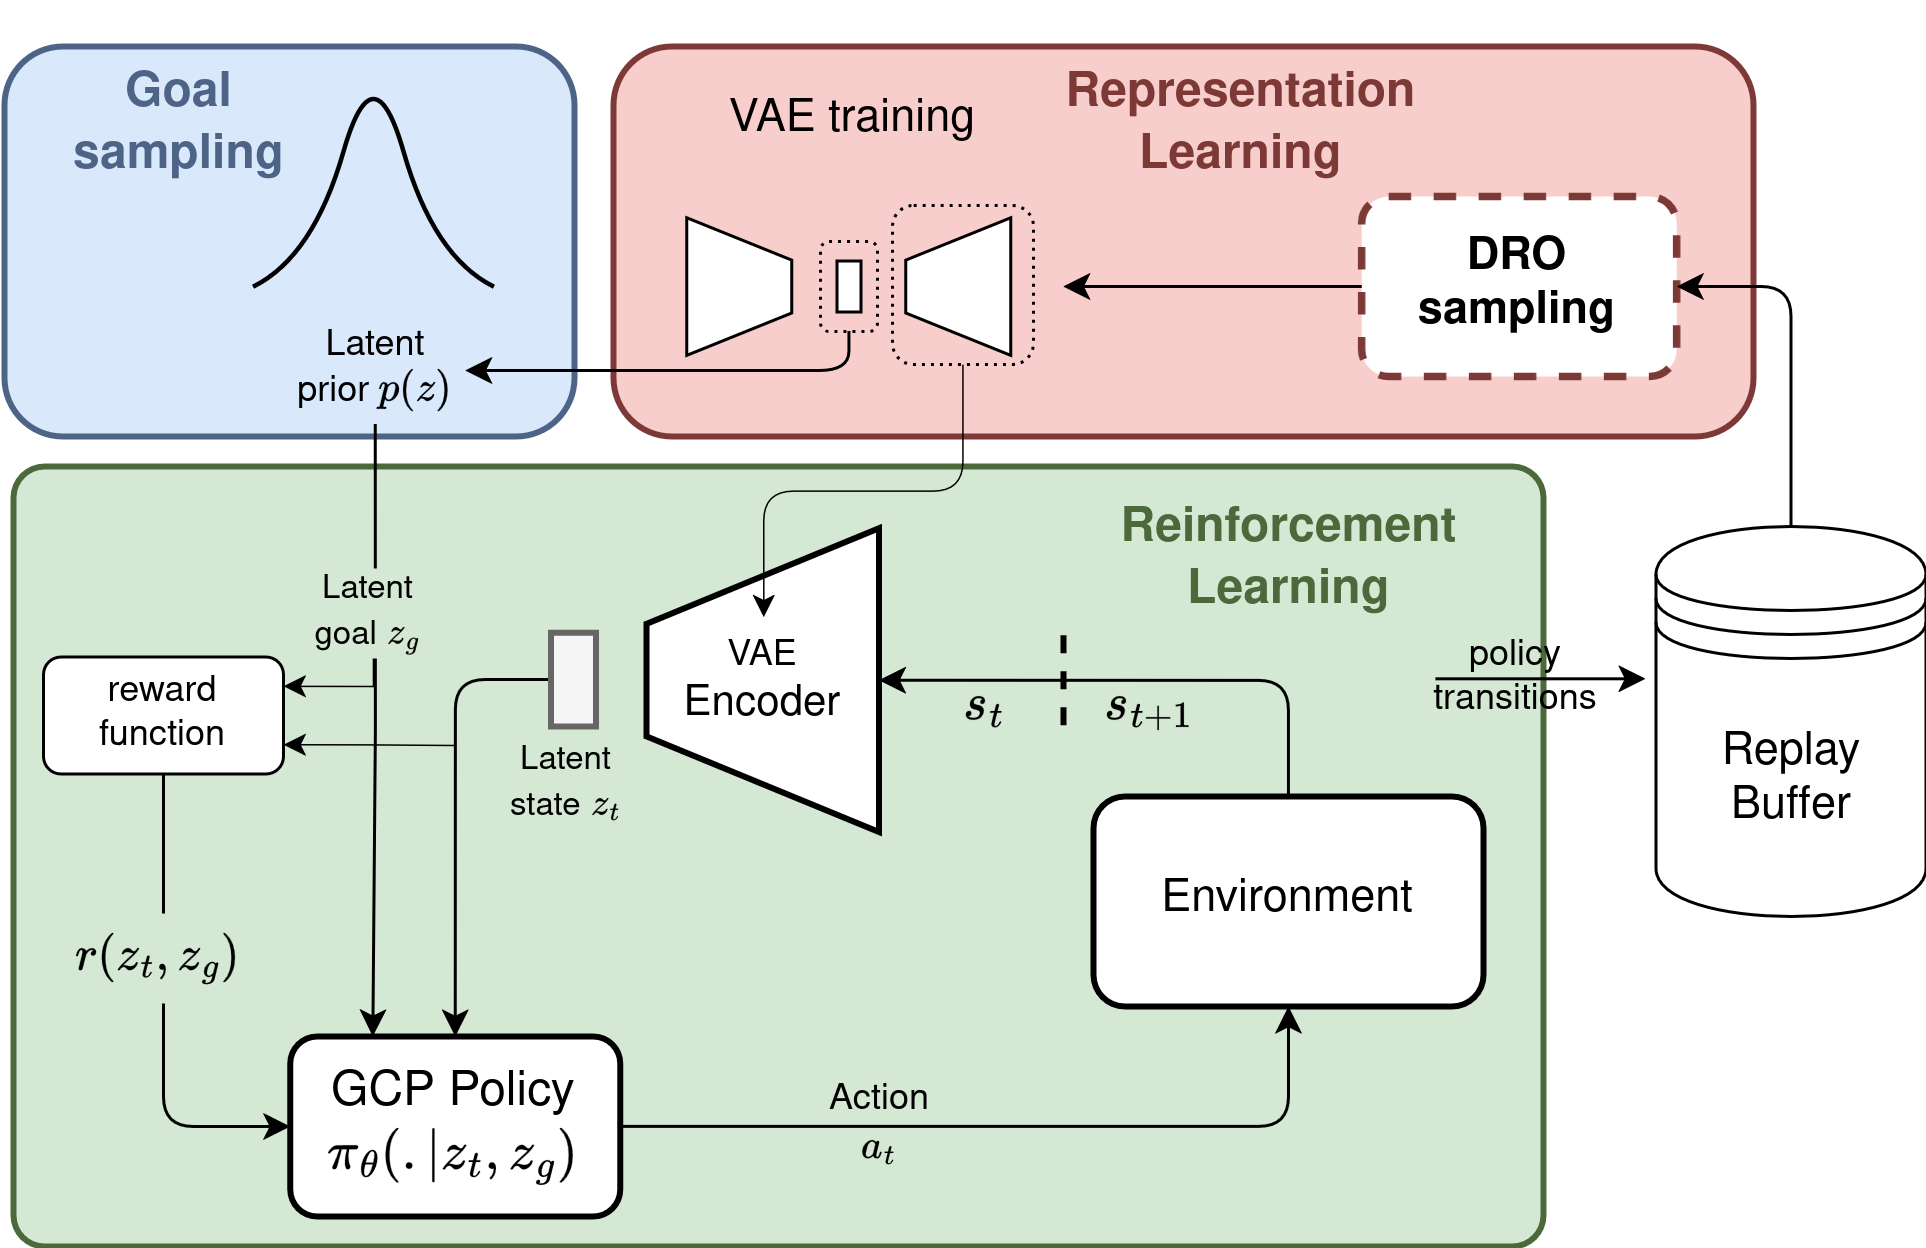 Goal
sampling
Latent
prior p(z)
VAE training
Representation
Learning
DRO
sampling
Reinforcement
Learning
Latent
goal z_g
reward
function
Latent
state z_t
VAE
Encoder
s_t
s_{t+1}
policy
transitions
Replay
Buffer
Environment
r(z_t, z_g)
GCP Policy
π_θ(.|z_t, z_g)
Action
a_t